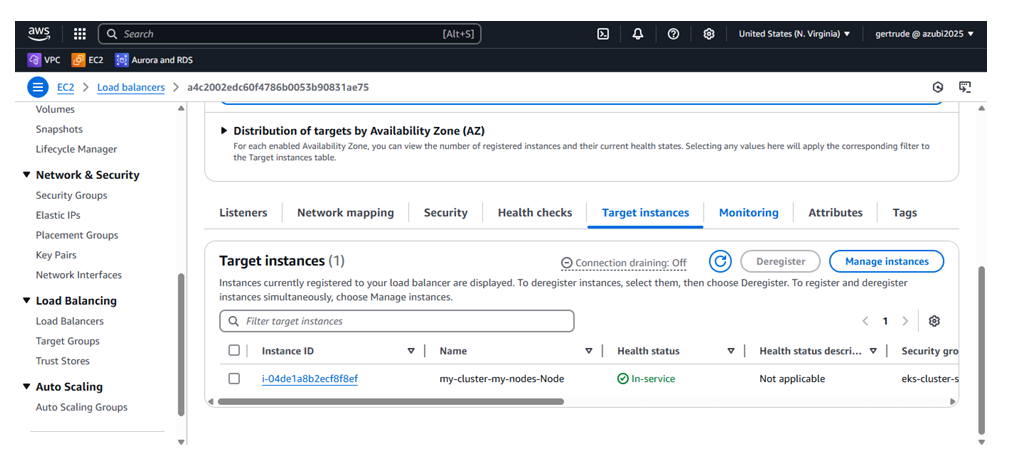 aws
Search [Alt+S] United States (N. Virginia) ▼ gertrude @ azubi2025 ▼
VPC EC2 Aurora and RDS
EC2 > Load balancers > a4c2002edc60f4786b0053b90831ae75
Volumes
Snapshots
Lifecycle Manager
▼ Network & Security
Security Groups
Elastic IPs
Placement Groups
Key Pairs
Network Interfaces
▼ Load Balancing
Load Balancers
Target Groups
Trust Stores
▼ Auto Scaling
Auto Scaling Groups
▶ Distribution of targets by Availability Zone (AZ)
For each enabled Availability Zone, you can view the number of registered instances and their current health states. Selecting any values here will apply the corresponding filter to
the Target instances table.
Listeners Network mapping Security Health checks Target instances Monitoring Attributes Tags
Target instances (1) Connection draining: Off Deregister Manage instances
Instances currently registered to your load balancer are displayed. To deregister instances, select them, then choose Deregister. To register and deregister
instances simultaneously, choose Manage instances.
Filter target instances < 1 >
Instance ID Name Health status Health status descri... Security gro
i-04de1a8b2ecf8f8ef my-cluster-my-nodes-Node In-service Not applicable eks-cluster-s